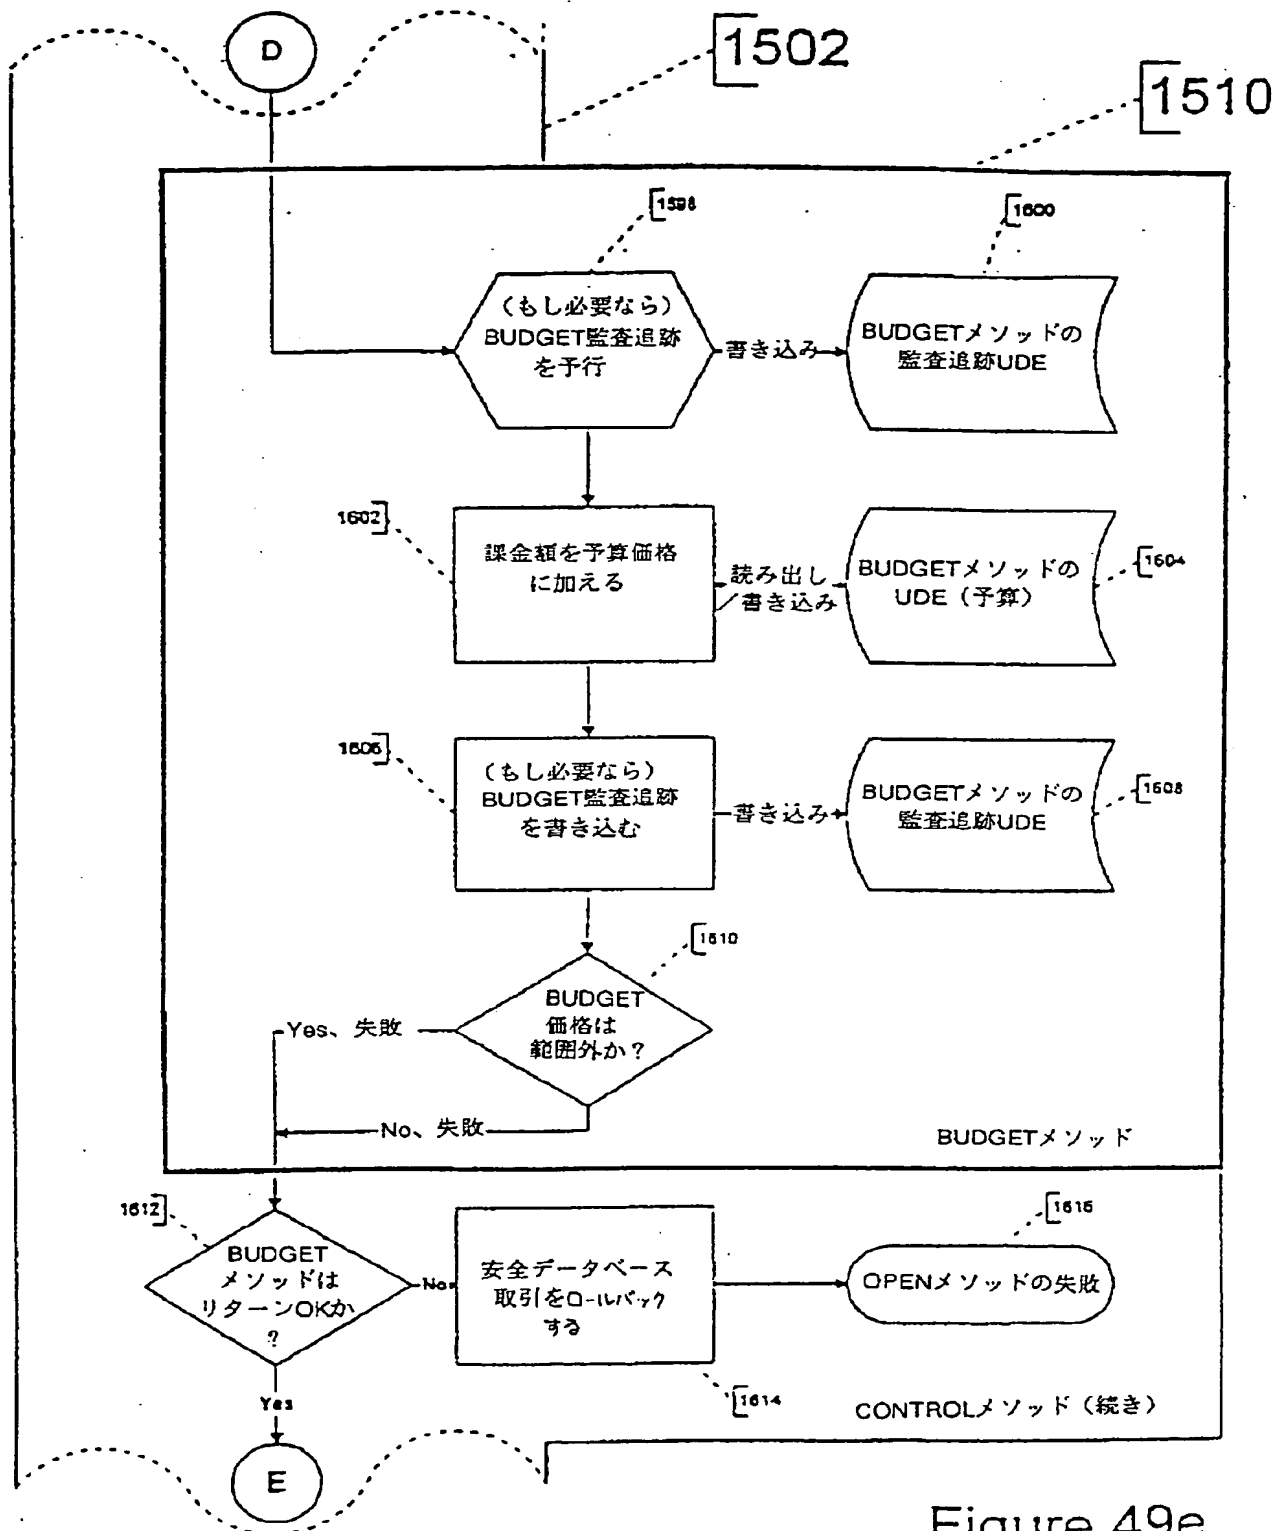 D
1502
1510
1598
1600
(もし必要なら)
BUDGET監査追跡
を予行
書き込み
BUDGETメソッドの
監査追跡UDE
1602
課金額を予算価格
に加える
読み出し
/書き込み
BUDGETメソッドの
UDE(予算)
1604
1606
(もし必要なら)
BUDGET監査追跡
を書き込む
書き込み
BUDGETメソッドの
監査追跡UDE
1608
1610
BUDGET
価格は
範囲外か?
Yes、失敗
No、失敗
BUDGETメソッド
1612
BUDGET
メソッドは
リターンOKか
?
No
安全データベース
取引をロールバック
する
1616
OPENメソッドの失敗
Yes
1614
CONTROLメソッド(続き)
E
Figure 49e